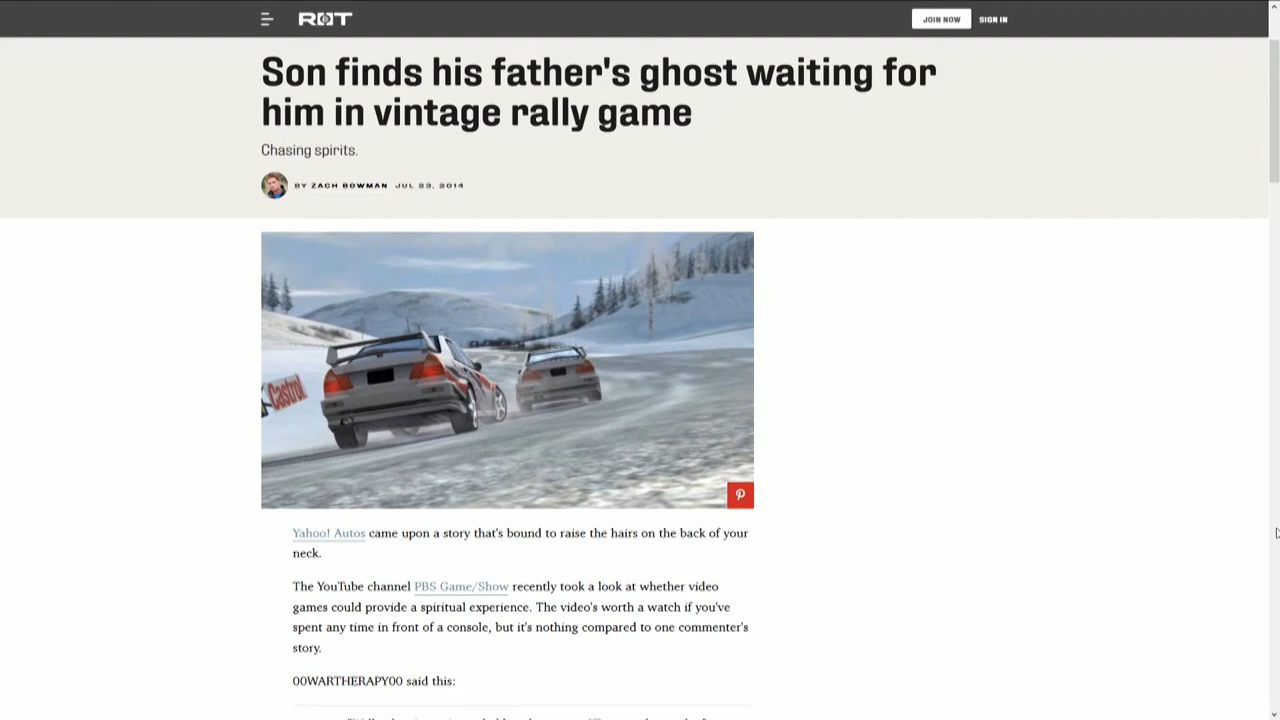 R&T
JOIN NOW
SIGN IN
Son finds his father's ghost waiting for
him in vintage rally game
Chasing spirits.
BY ZACH BOWMAN JUL 23, 2014
Castrol
Yahoo! Autos came upon a story that's bound to raise the hairs on the back of your
neck.
The YouTube channel PBS Game/Show recently took a look at whether video
games could provide a spiritual experience. The video's worth a watch if you've
spent any time in front of a console, but it's nothing compared to one commenter's
story.
00WARTHERAPY00 said this: